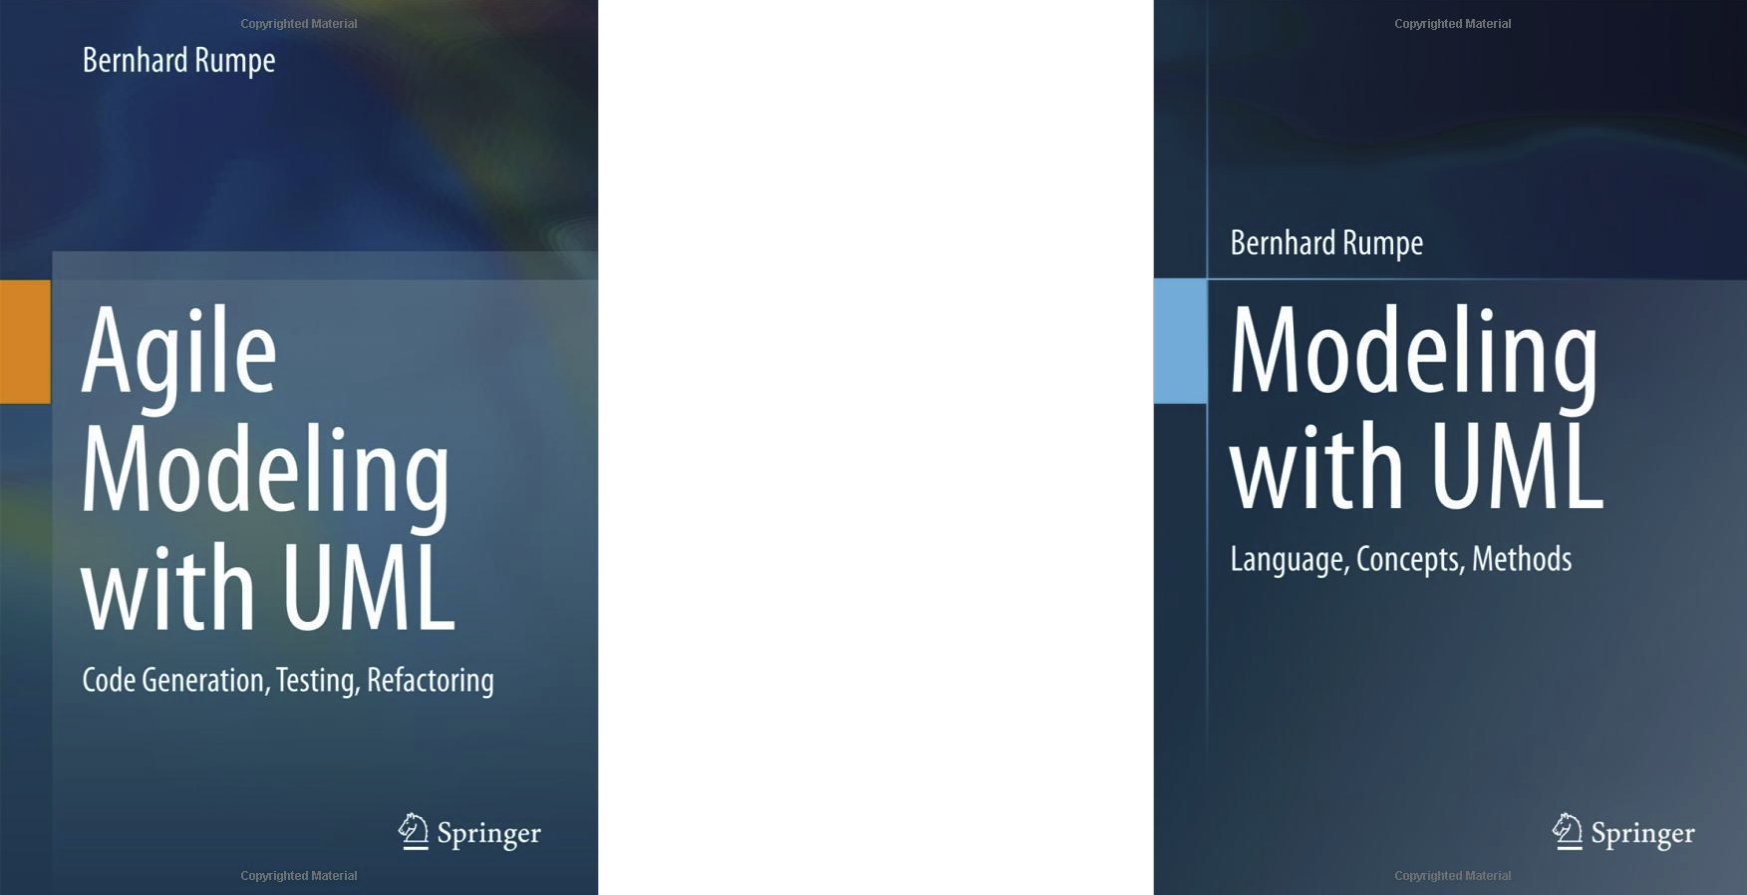 Copyrighted Material
Bernhard Rumpe
Agile
Modeling
with UML
Code Generation, Testing, Refactoring
Springer
Copyrighted Material
Copyrighted Material
Bernhard Rumpe
Modeling
with UML
Language, Concepts, Methods
Springer
Copyrighted Material